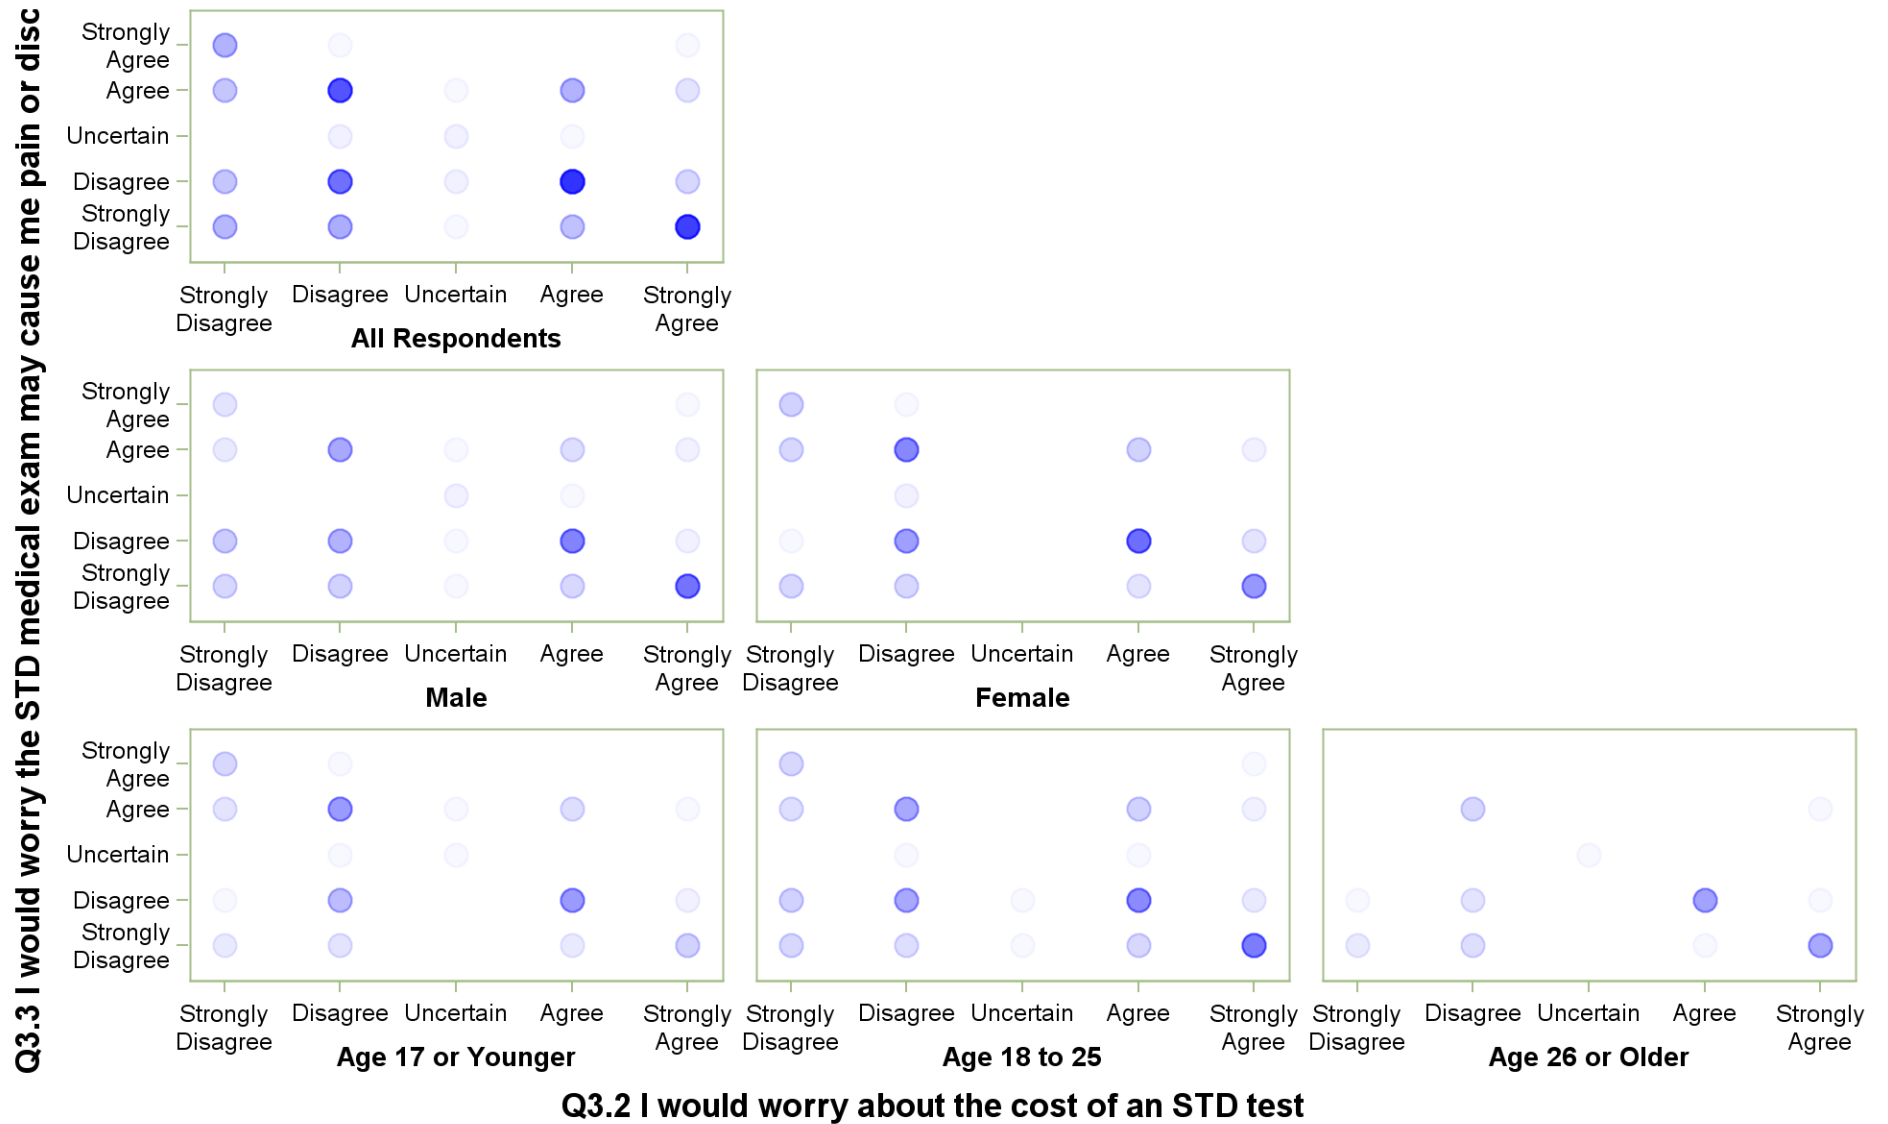 Q3.3 I would worry the STD medical exam may cause me pain or disc
Strongly
Agree
Agree
Uncertain
Disagree
Strongly
Disagree
Strongly Disagree Uncertain Agree Strongly
Disagree Agree
All Respondents
Strongly
Agree
Agree
Uncertain
Disagree
Strongly
Disagree
Strongly Disagree Uncertain Agree Strongly
Disagree Agree
Male
Strongly Disagree Uncertain Agree Strongly
Disagree Agree
Female
Strongly
Agree
Agree
Uncertain
Disagree
Strongly
Disagree
Strongly Disagree Uncertain Agree Strongly
Disagree Agree
Age 17 or Younger
Strongly Disagree Uncertain Agree Strongly
Disagree Agree
Age 18 to 25
Strongly Disagree Uncertain Agree Strongly
Disagree Agree
Age 26 or Older
Q3.2 I would worry about the cost of an STD test